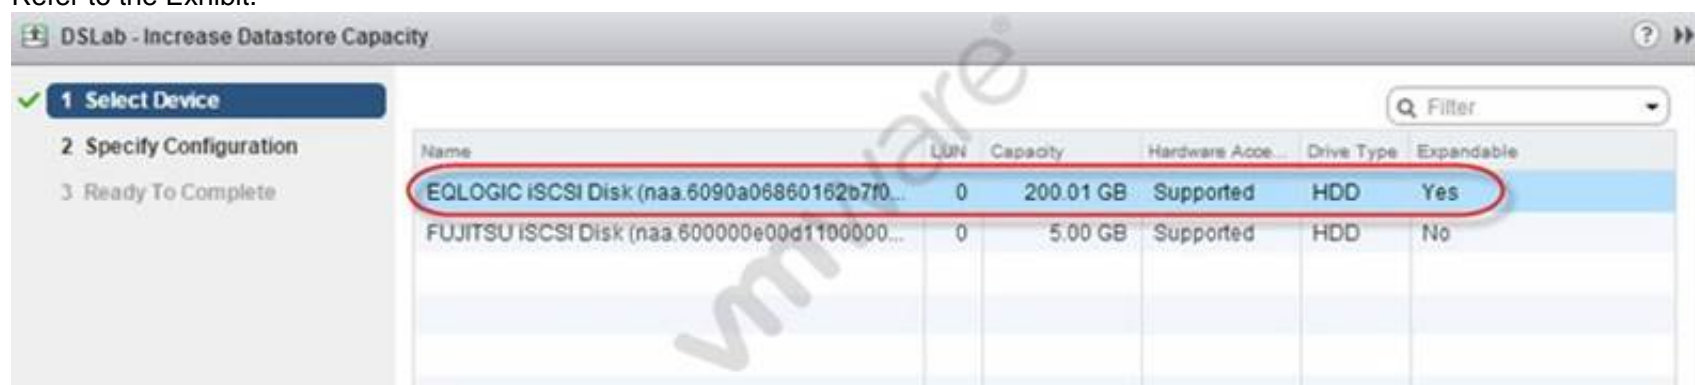 Refer to the Exhibit.
DSLab - Increase Datastore Capacity
1 Select Device
2 Specify Configuration
3 Ready To Complete
Filter
Name LUN Capacity Hardware Acce... Drive Type Expandable
EQLOGIC iSCSI Disk (naa.6090a06860162b7f0... 0 200.01 GB Supported HDD Yes
FUJITSU iSCSI Disk (naa.600000e00d1100000... 0 5.00 GB Supported HDD No
vmware®